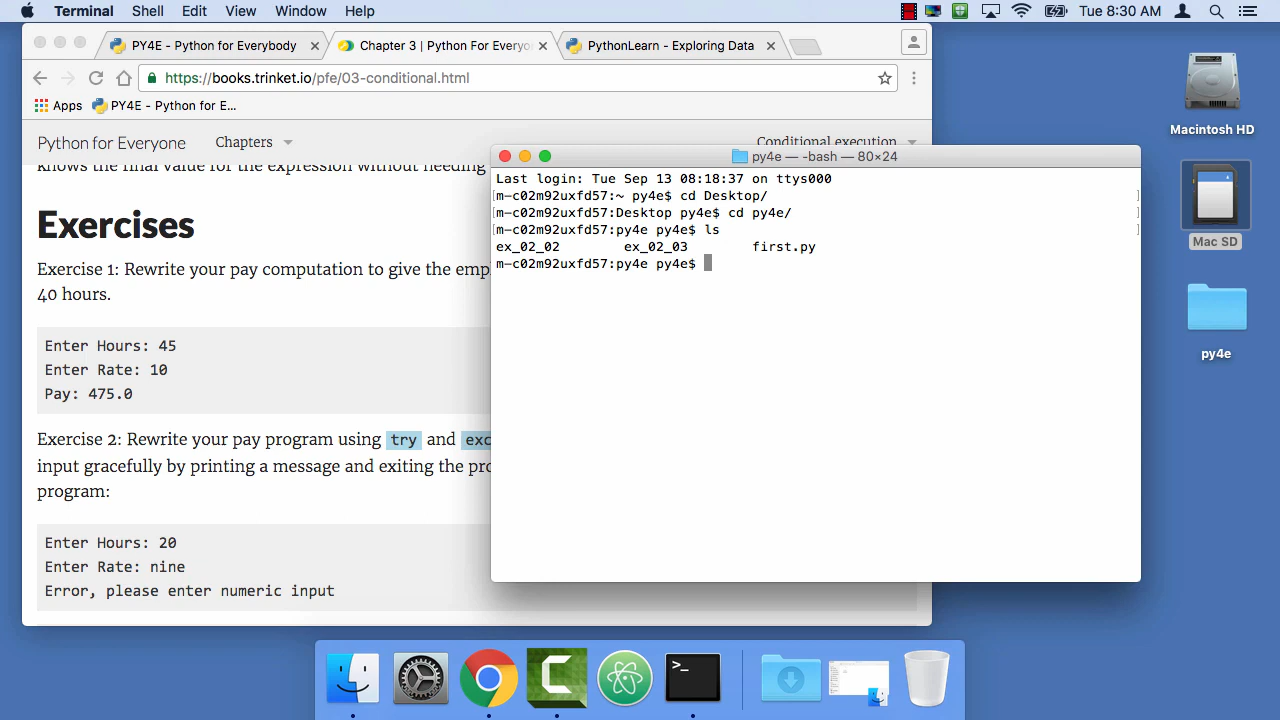 Terminal Shell Edit View Window Help Tue 8:30 AM
PY4E - Python for Everybody Chapter 3 | Python For Everyo PythonLearn - Exploring Data
https://books.trinket.io/pfe/03-conditional.html
Apps PY4E - Python for E...
Python for Everyone Chapters Conditional execution
knows the final value for the expression without needing
Exercises
Exercise 1: Rewrite your pay computation to give the emp
40 hours.
Enter Hours: 45
Enter Rate: 10
Pay: 475.0
Exercise 2: Rewrite your pay program using try and exc
input gracefully by printing a message and exiting the pro
program:
Enter Hours: 20
Enter Rate: nine
Error, please enter numeric input
py4e — -bash — 80×24
Last login: Tue Sep 13 08:18:37 on ttys000
[m-c02m92uxfd57:~ py4e$ cd Desktop/ ]
[m-c02m92uxfd57:Desktop py4e$ cd py4e/ ]
[m-c02m92uxfd57:py4e py4e$ ls ]
ex_02_02 ex_02_03 first.py
m-c02m92uxfd57:py4e py4e$
Macintosh HD
Mac SD
py4e